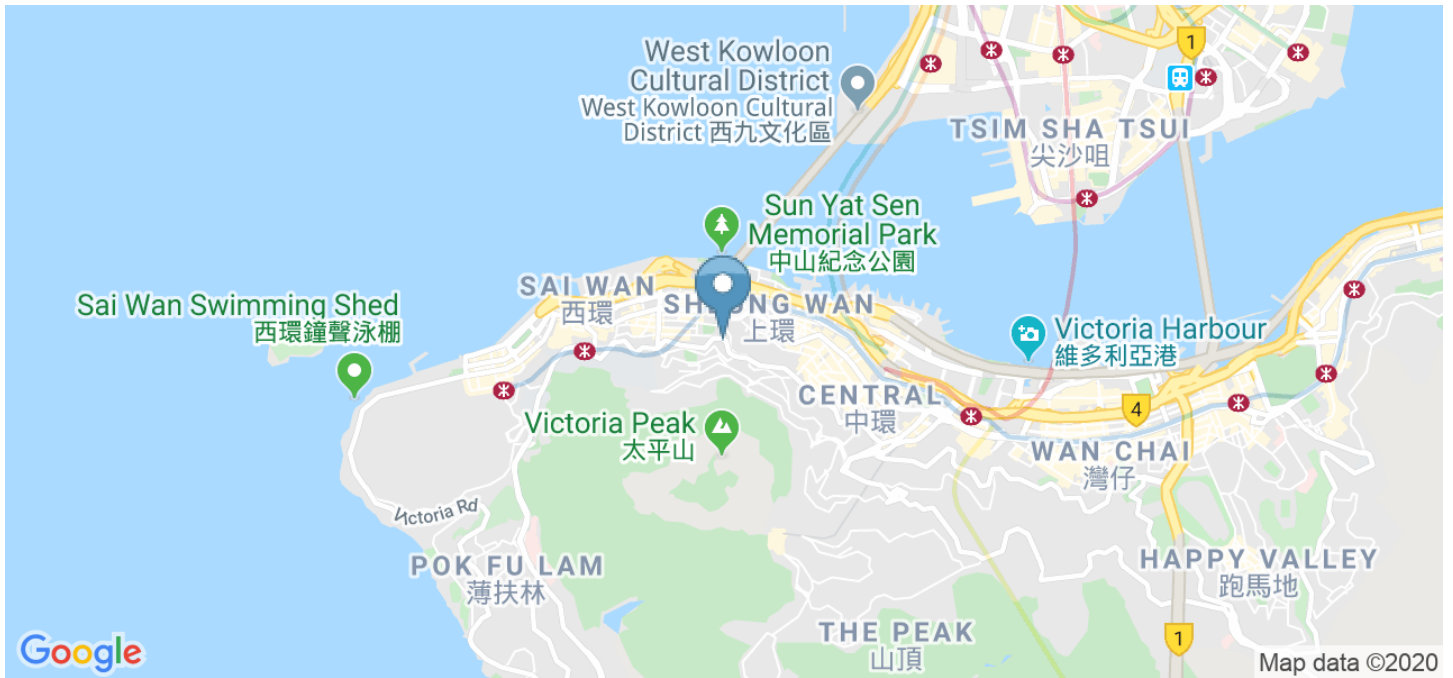 West Kowloon
Cultural District
West Kowloon Cultural
District 西九文化區
1
TSIM SHA TSUI
尖沙咀
Sun Yat Sen
Memorial Park
中山紀念公園
SAI WAN
西環
SHEUNG WAN
上環
Sai Wan Swimming Shed
西環鐘聲泳棚
Victoria Harbour
維多利亞港
CENTRAL
中環
4
Victoria Peak
太平山
WAN CHAI
灣仔
Victoria Rd
POK FU LAM
薄扶林
HAPPY VALLEY
跑馬地
THE PEAK
山頂
1
Google
Map data ©2020